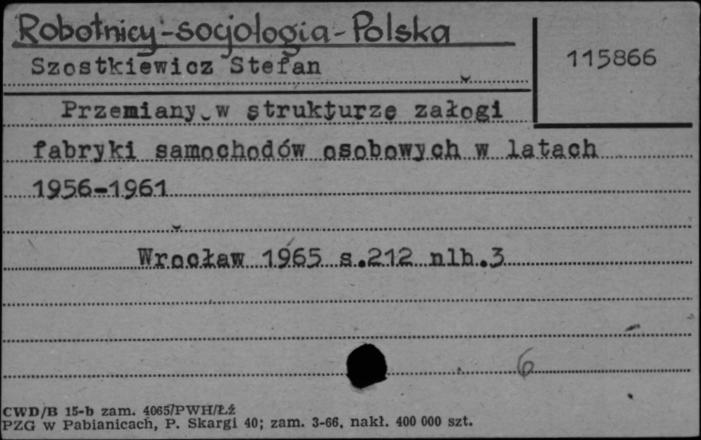 Robotnicy-socjologia-Polska
115866
Szostkiewicz Stefan
Przemiany w strukturze załogi
fabryki samochodów osobowych w latach
1956-1961
Wrocław 1965 s.212 nlb.3
6
CWD/B 15-b zam. 4065/PWH/Łź
PZG w Pabianicach, P. Skargi 40; zam. 3-66, nakł. 400 000 szt.